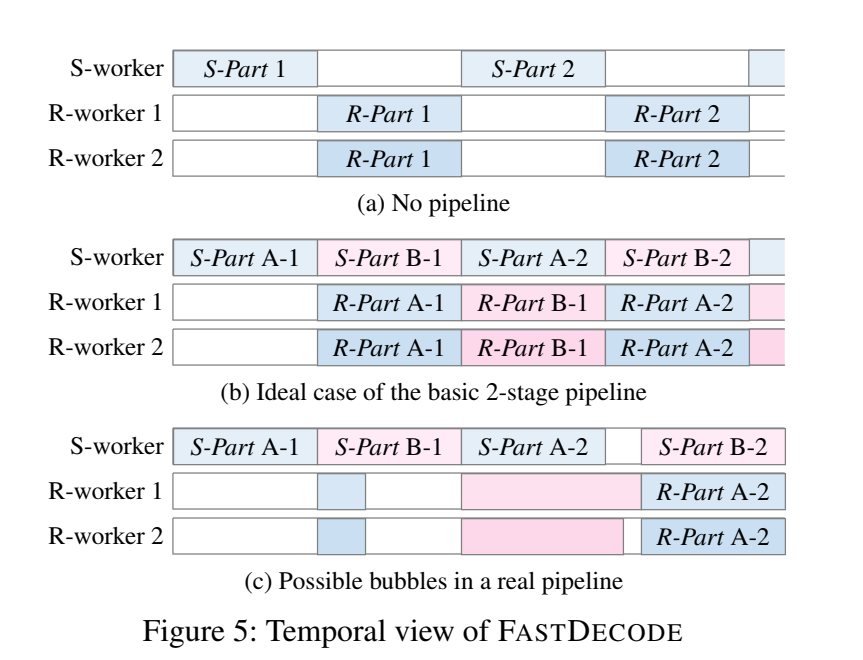 S-worker S-Part 1 S-Part 2
R-worker 1 R-Part 1 R-Part 2
R-worker 2 R-Part 1 R-Part 2
(a) No pipeline
S-worker S-Part A-1 S-Part B-1 S-Part A-2 S-Part B-2
R-worker 1 R-Part A-1 R-Part B-1 R-Part A-2
R-worker 2 R-Part A-1 R-Part B-1 R-Part A-2
(b) Ideal case of the basic 2-stage pipeline
S-worker S-Part A-1 S-Part B-1 S-Part A-2 S-Part B-2
R-worker 1 R-Part A-2
R-worker 2 R-Part A-2
(c) Possible bubbles in a real pipeline
Figure 5: Temporal view of FASTDECODE